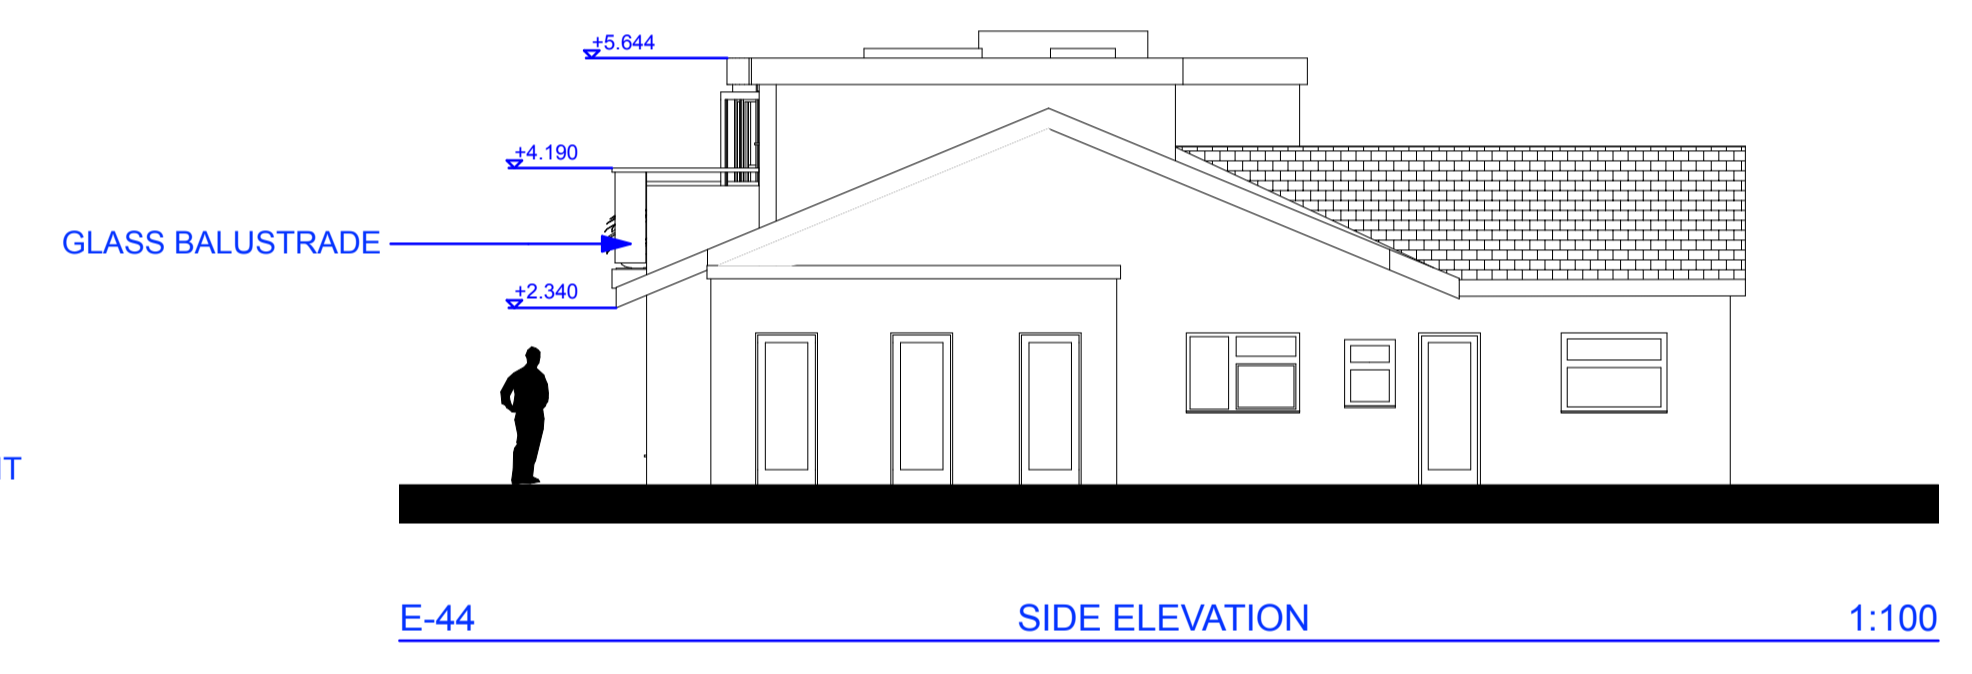 +5.644
+4.190
GLASS BALUSTRADE
+2.340
E-44 SIDE ELEVATION 1:100